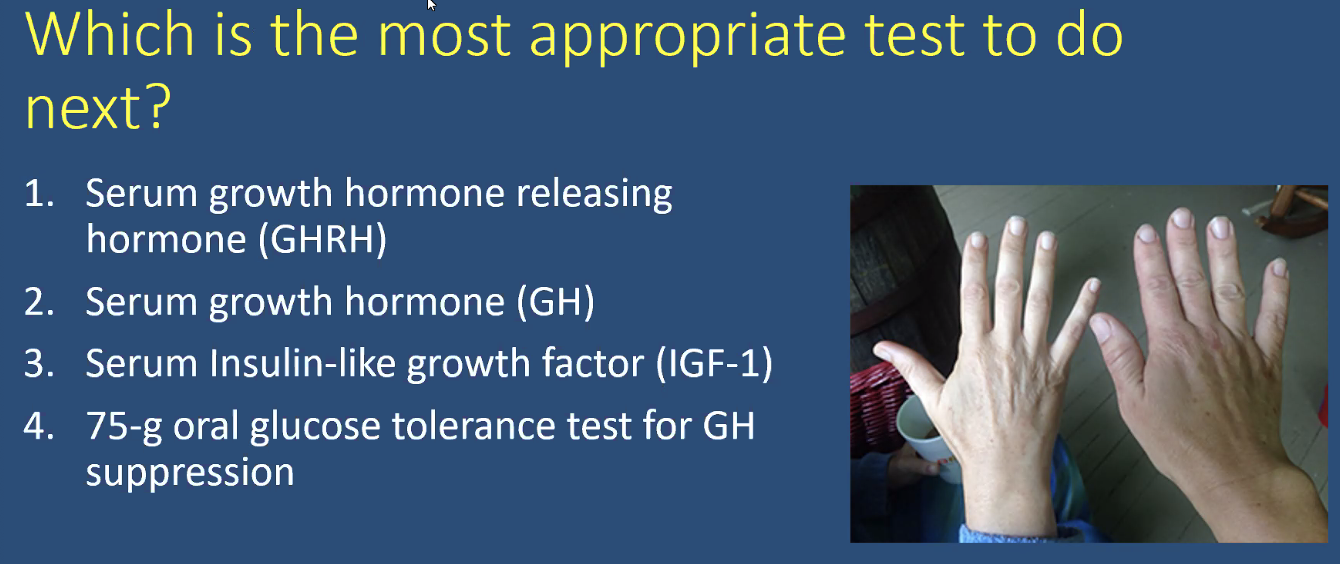 Which is the most appropriate test to do
next?
1. Serum growth hormone releasing
hormone (GHRH)
2. Serum growth hormone (GH)
3. Serum Insulin-like growth factor (IGF-1)
4. 75-g oral glucose tolerance test for GH
suppression